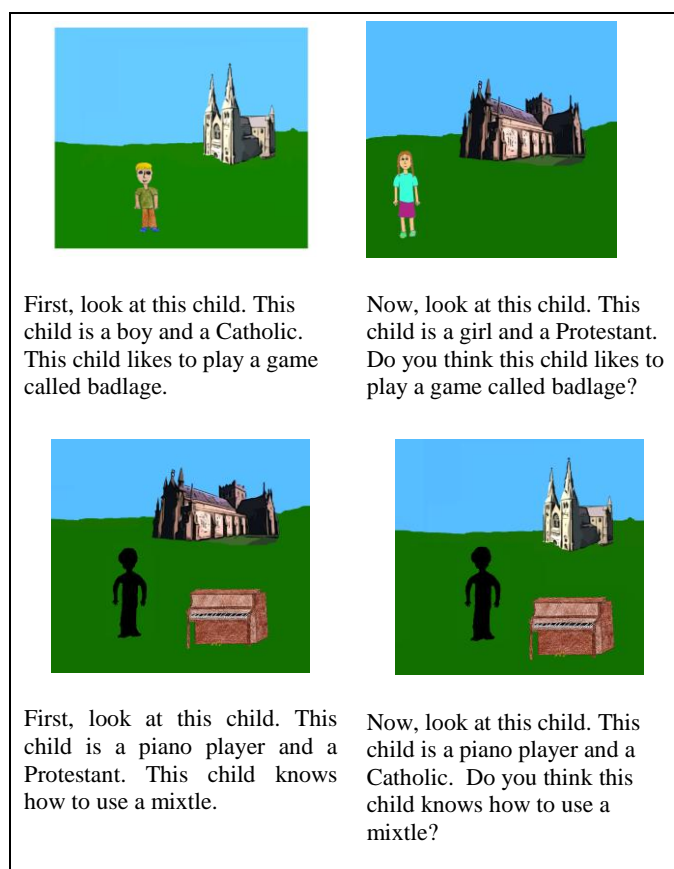 First, look at this child. This
child is a boy and a Catholic.
This child likes to play a game
called badlage.
Now, look at this child. This
child is a girl and a Protestant.
Do you think this child likes to
play a game called badlage?
First, look at this child. This
child is a piano player and a
Protestant. This child knows
how to use a mixtle.
Now, look at this child. This
child is a piano player and a
Catholic. Do you think this
child knows how to use a
mixtle?